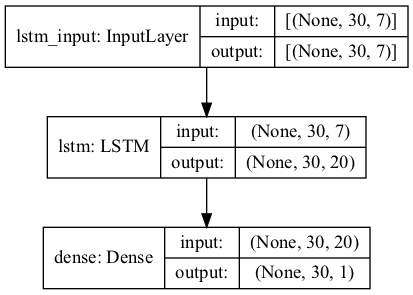 lstm_input: InputLayer
input: [(None, 30, 7)]
output: [(None, 30, 7)]
lstm: LSTM
input: (None, 30, 7)
output: (None, 30, 20)
dense: Dense
input: (None, 30, 20)
output: (None, 30, 1)